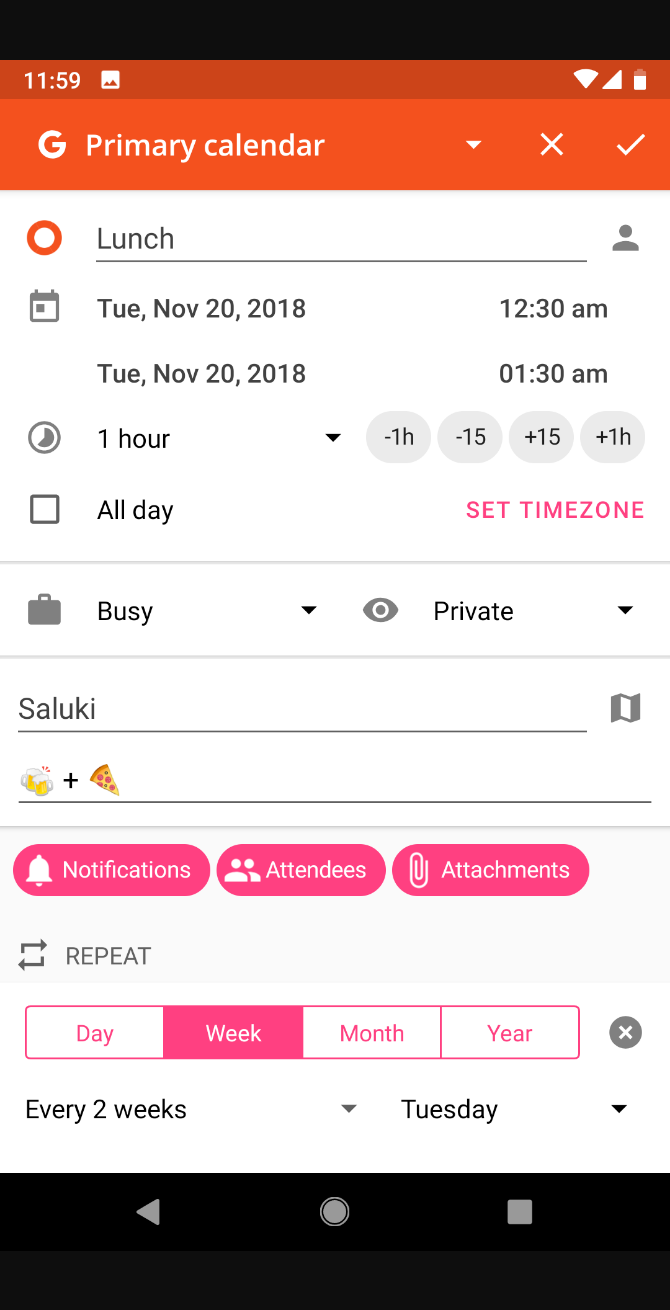 11:59
G Primary calendar
Lunch
Tue, Nov 20, 2018 12:30 am
Tue, Nov 20, 2018 01:30 am
1 hour -1h -15 +15 +1h
All day SET TIMEZONE
Busy Private
Saluki
🍻 + 🍕
Notifications Attendees Attachments
REPEAT
Day Week Month Year
Every 2 weeks Tuesday